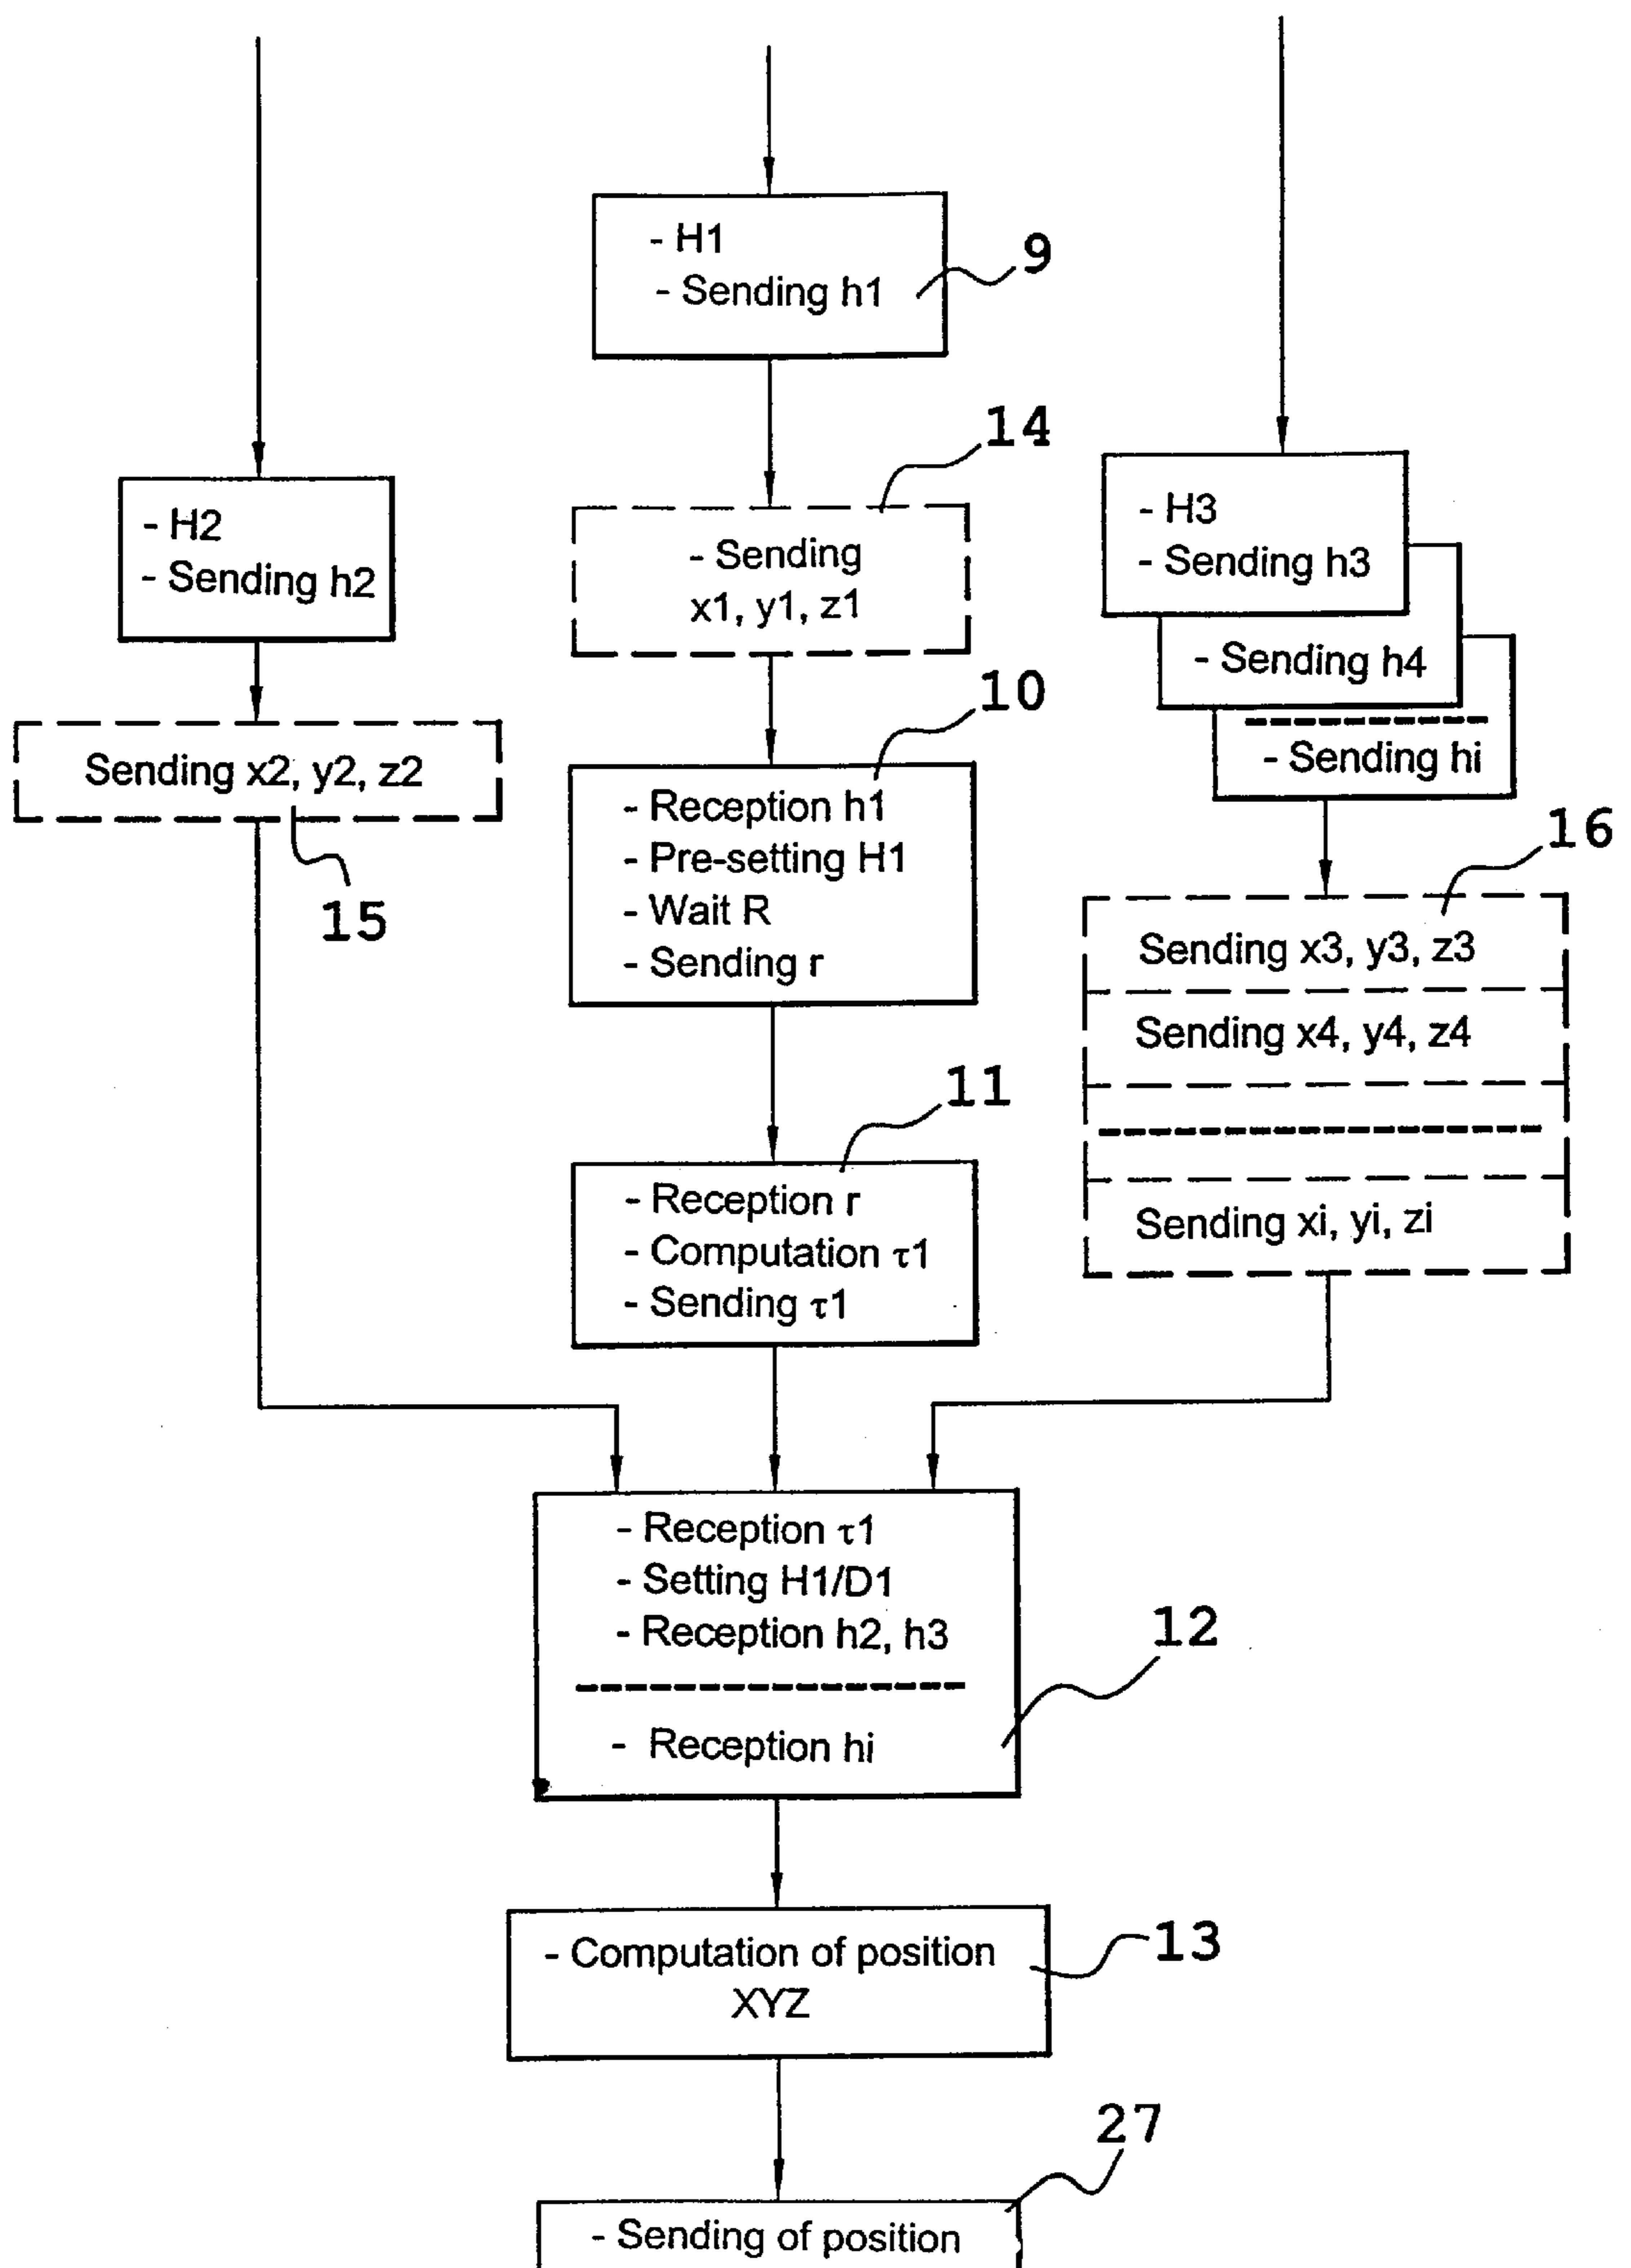 - H1
- Sending h1
9
14
- H2
- Sending h2
- Sending
x1, y1, z1
- H3
- Sending h3
- Sending h4
- Sending hi
10
Sending x2, y2, z2
15
- Reception h1
- Pre-setting H1
- Wait R
- Sending r
16
Sending x3, y3, z3
Sending x4, y4, z4
Sending xi, yi, zi
11
- Reception r
- Computation τ1
- Sending τ1
- Reception τ1
- Setting H1/D1
- Reception h2, h3
- Reception hi
12
- Computation of position
XYZ
13
27
- Sending of position